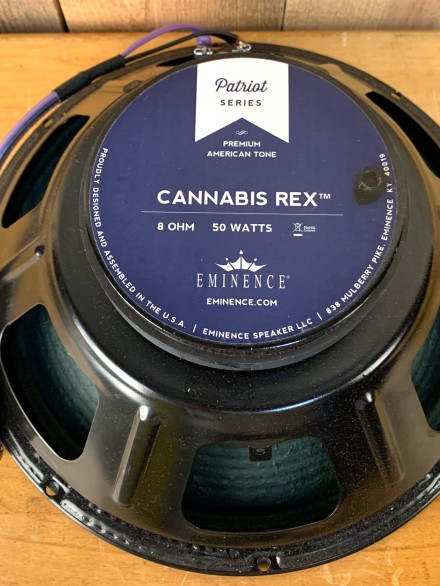 Patriot
SERIES
PREMIUM
AMERICAN TONE
CANNABIS REX™
8 OHM 50 WATTS RoHS
EMINENCE®
EMINENCE.COM
PROUDLY DESIGNED AND ASSEMBLED IN THE U.S.A. | EMINENCE SPEAKER LLC | 838 MULBERRY PIKE, EMINENCE KY 40019